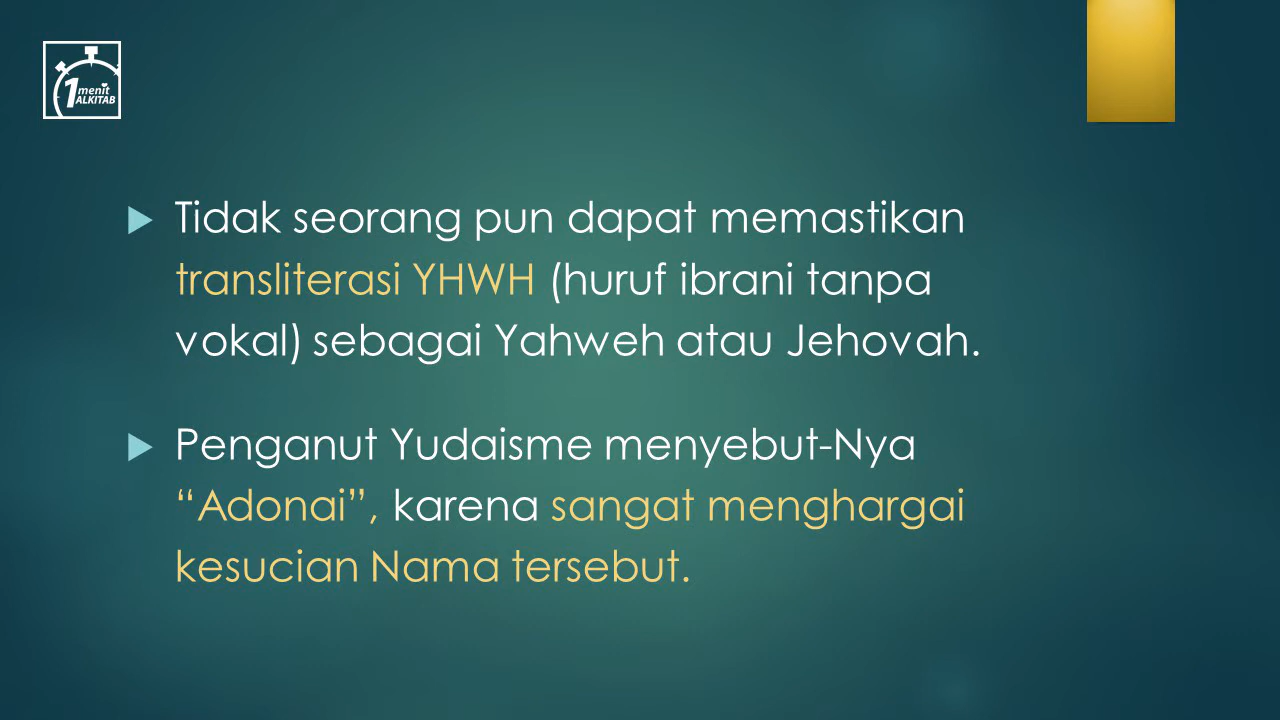 1 menit
ALKITAB
Tidak seorang pun dapat memastikan
transliterasi YHWH (huruf ibrani tanpa
vokal) sebagai Yahweh atau Jehovah.
Penganut Yudaisme menyebut-Nya
“Adonai”, karena sangat menghargai
kesucian Nama tersebut.